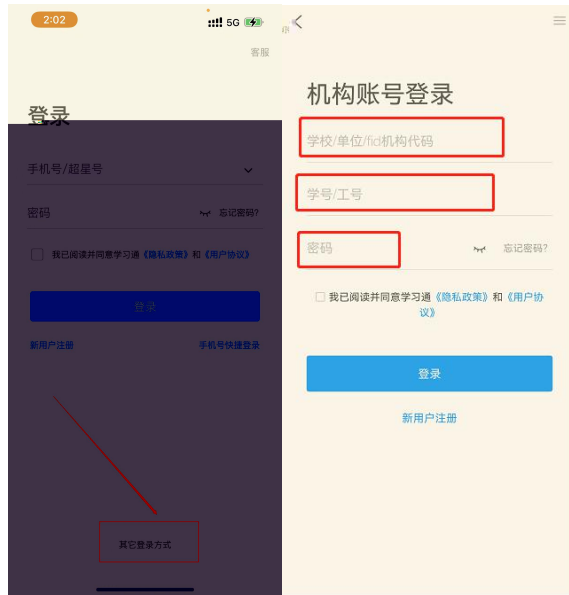 2:02
5G
客服
登录
手机号/超星号
密码
忘记密码?
我已阅读并同意学习通《隐私政策》和《用户协议》
登录
新用户注册
手机号快捷登录
其它登录方式
机构账号登录
学校/单位/fid机构代码
学号/工号
密码
忘记密码?
我已阅读并同意学习通《隐私政策》和《用户协
议》
登录
新用户注册